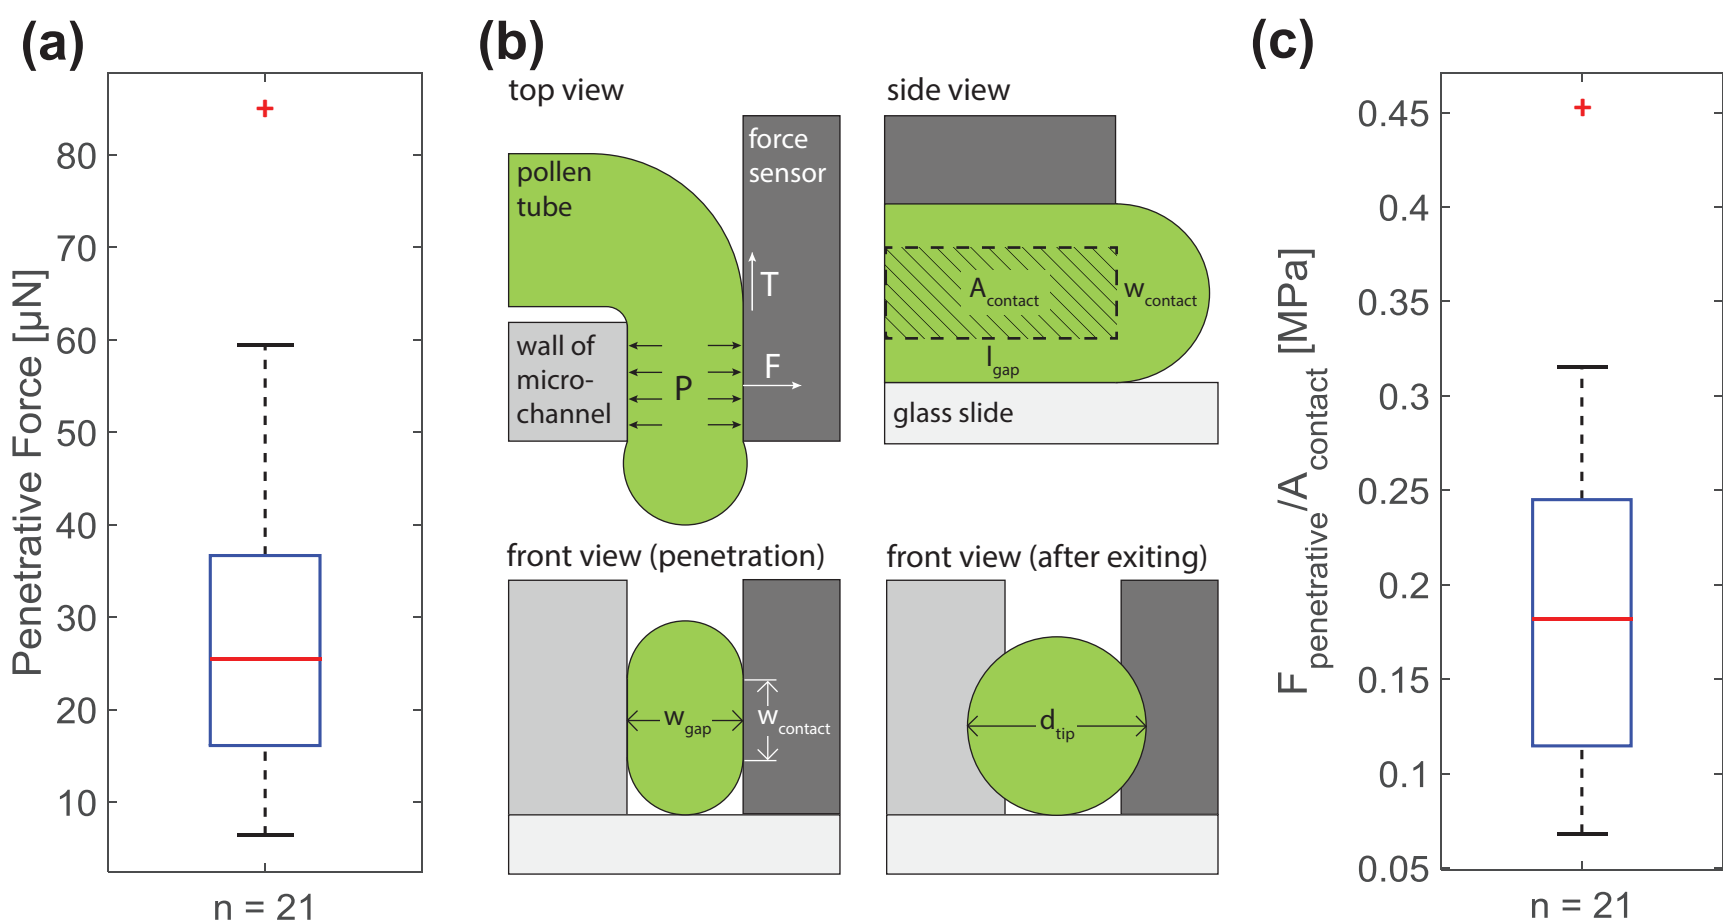 (a)
Penetrative Force [µN]
80
70
60
50
40
30
20
10
n = 21
(b)
top view
pollen
tube
force
sensor
T
F
P
wall of
micro-
channel
side view
A contact
w contact
l gap
glass slide
front view (penetration)
w gap
w contact
front view (after exiting)
d tip
(c)
F penetrative /A contact [MPa]
0.45
0.4
0.35
0.3
0.25
0.2
0.15
0.1
0.05
n = 21